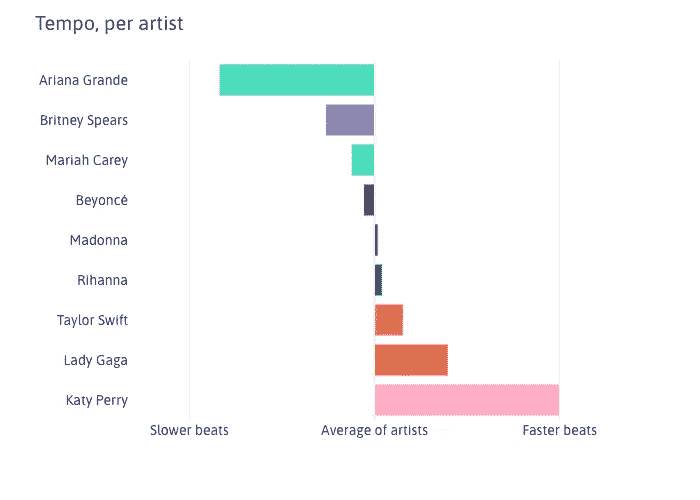 Tempo, per artist
Ariana Grande
Britney Spears
Mariah Carey
Beyoncé
Madonna
Rihanna
Taylor Swift
Lady Gaga
Katy Perry
Slower beats Average of artists Faster beats